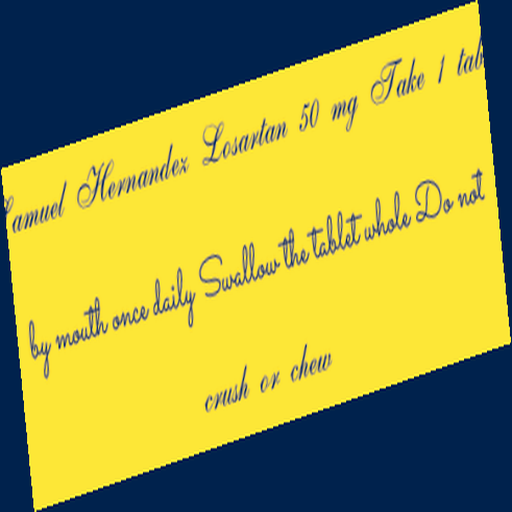 Samuel Hernandez Losartan 50 mg Take 1 tab
by mouth once daily Swallow the tablet whole Do not
crush or chew